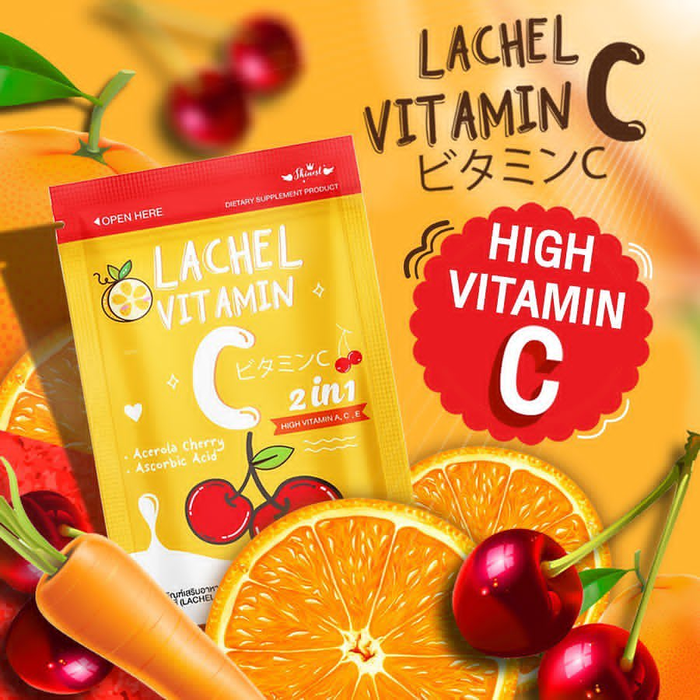 LACHEL
VITAMIN C
ビタミンC
Shinest
OPEN HERE
DIETARY SUPPLEMENT PRODUCT
LACHEL
VITAMIN
C
ビタミンC
2 in 1
HIGH VITAMIN A, C , E
• Acerola Cherry
• Ascorbic Acid
(LACHEL
HIGH
VITAMIN
C